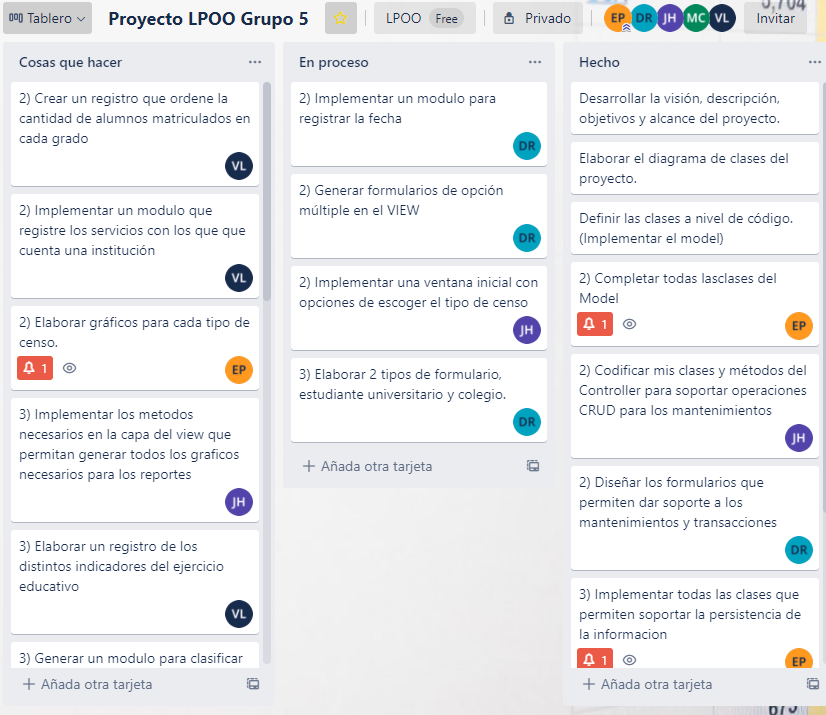 Tablero
Proyecto LPOO Grupo 5
LPOO Free
Privado
EP DR JH MC VL
Invitar
Cosas que hacer
2) Crear un registro que ordene la
cantidad de alumnos matriculados en
cada grado
VL
2) Implementar un modulo que
registre los servicios con los que que
cuenta una institución
VL
2) Elaborar gráficos para cada tipo de
censo.
1
EP
3) Implementar los metodos
necesarios en la capa del view que
permitan generar todos los graficos
necesarios para los reportes
JH
3) Elaborar un registro de los
distintos indicadores del ejercicio
educativo
VL
3) Generar un modulo para clasificar
+ Añada otra tarjeta
En proceso
2) Implementar un modulo para
registrar la fecha
DR
2) Generar formularios de opción
múltiple en el VIEW
DR
2) Implementar una ventana inicial con
opciones de escoger el tipo de censo
JH
3) Elaborar 2 tipos de formulario,
estudiante universitario y colegio.
DR
+ Añada otra tarjeta
Hecho
Desarrollar la visión, descripción,
objetivos y alcance del proyecto.
Elaborar el diagrama de clases del
proyecto.
Definir las clases a nivel de código.
(Implementar el model)
2) Completar todas lasclases del
Model
1
EP
2) Codificar mis clases y métodos del
Controller para soportar operaciones
CRUD para los mantenimientos
JH
2) Diseñar los formularios que
permiten dar soporte a los
mantenimientos y transacciones
DR
3) Implementar todas las clases que
permiten soportar la persistencia de
la informacion
1
EP
+ Añada otra tarjeta